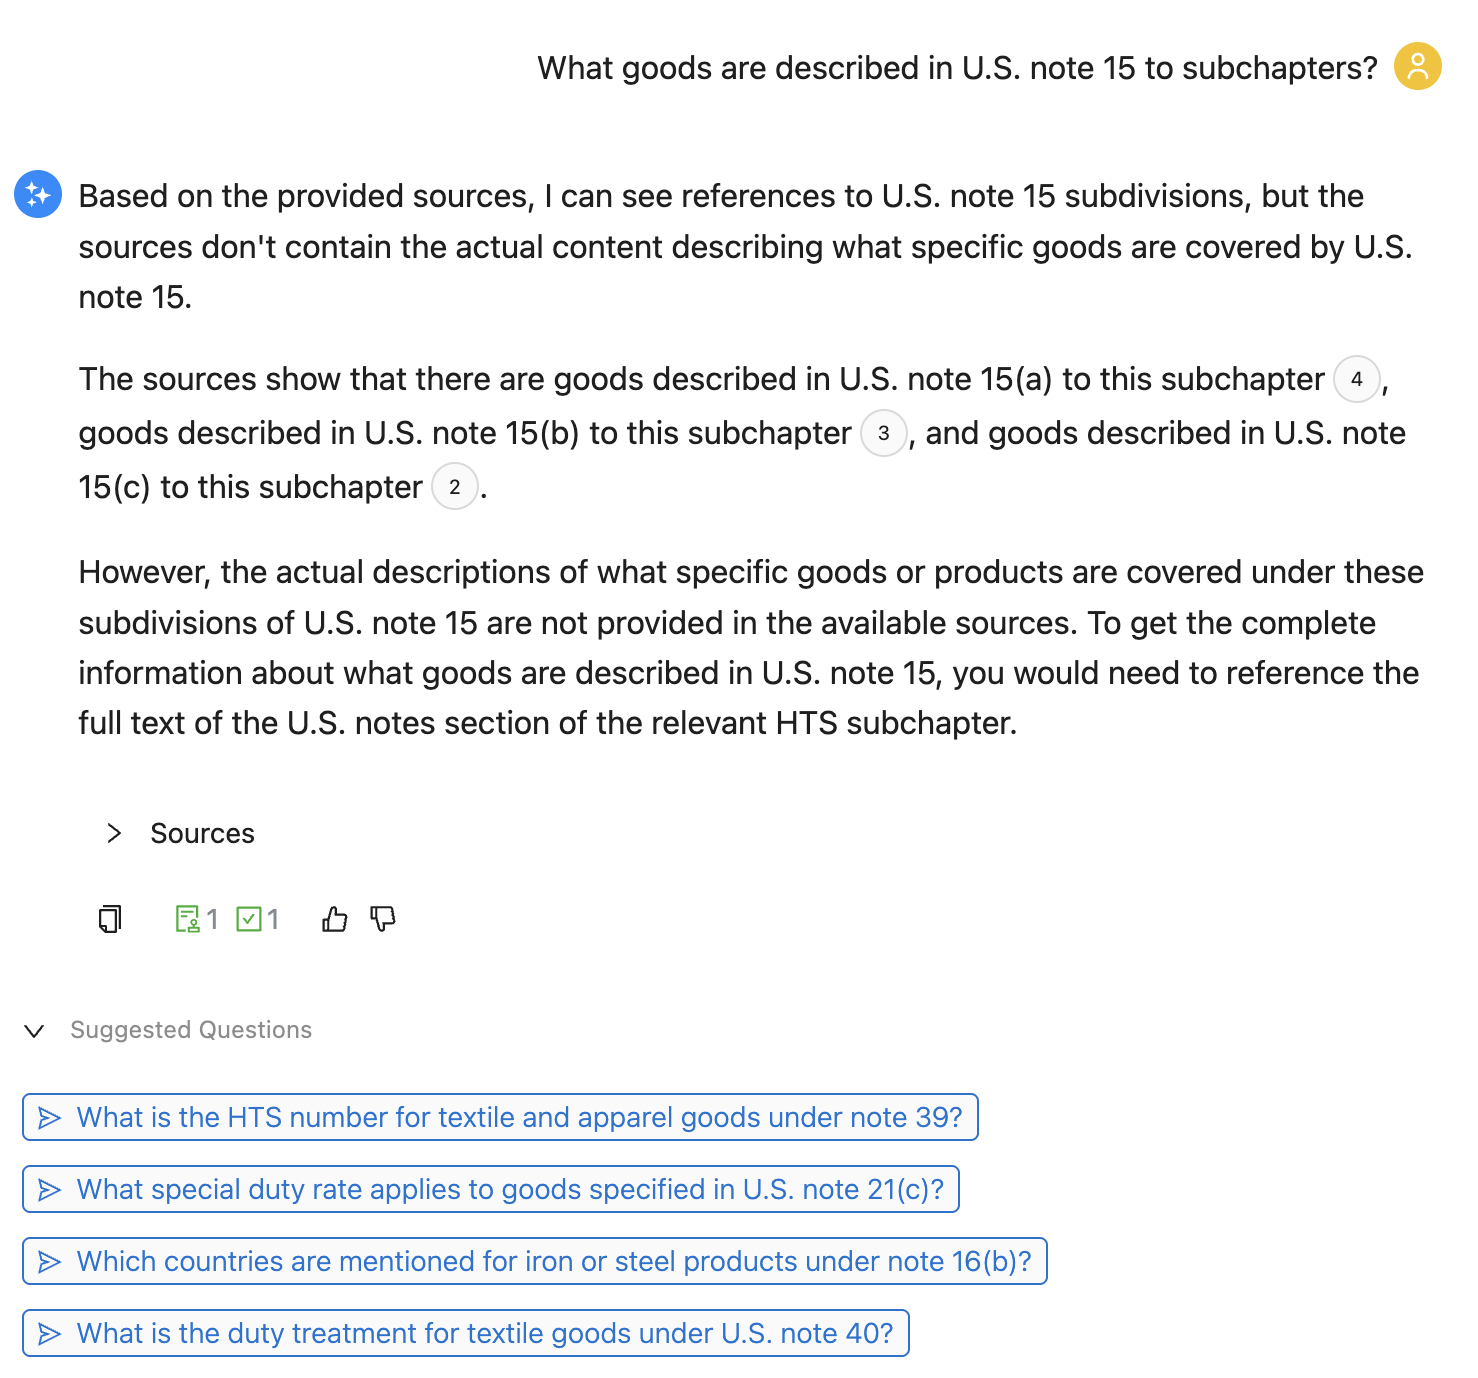 What goods are described in U.S. note 15 to subchapters?
Based on the provided sources, I can see references to U.S. note 15 subdivisions, but the
sources don't contain the actual content describing what specific goods are covered by U.S.
note 15.
The sources show that there are goods described in U.S. note 15(a) to this subchapter 4,
goods described in U.S. note 15(b) to this subchapter 3, and goods described in U.S. note
15(c) to this subchapter 2.
However, the actual descriptions of what specific goods or products are covered under these
subdivisions of U.S. note 15 are not provided in the available sources. To get the complete
information about what goods are described in U.S. note 15, you would need to reference the
full text of the U.S. notes section of the relevant HTS subchapter.
Sources
1 1
Suggested Questions
What is the HTS number for textile and apparel goods under note 39?
What special duty rate applies to goods specified in U.S. note 21(c)?
Which countries are mentioned for iron or steel products under note 16(b)?
What is the duty treatment for textile goods under U.S. note 40?